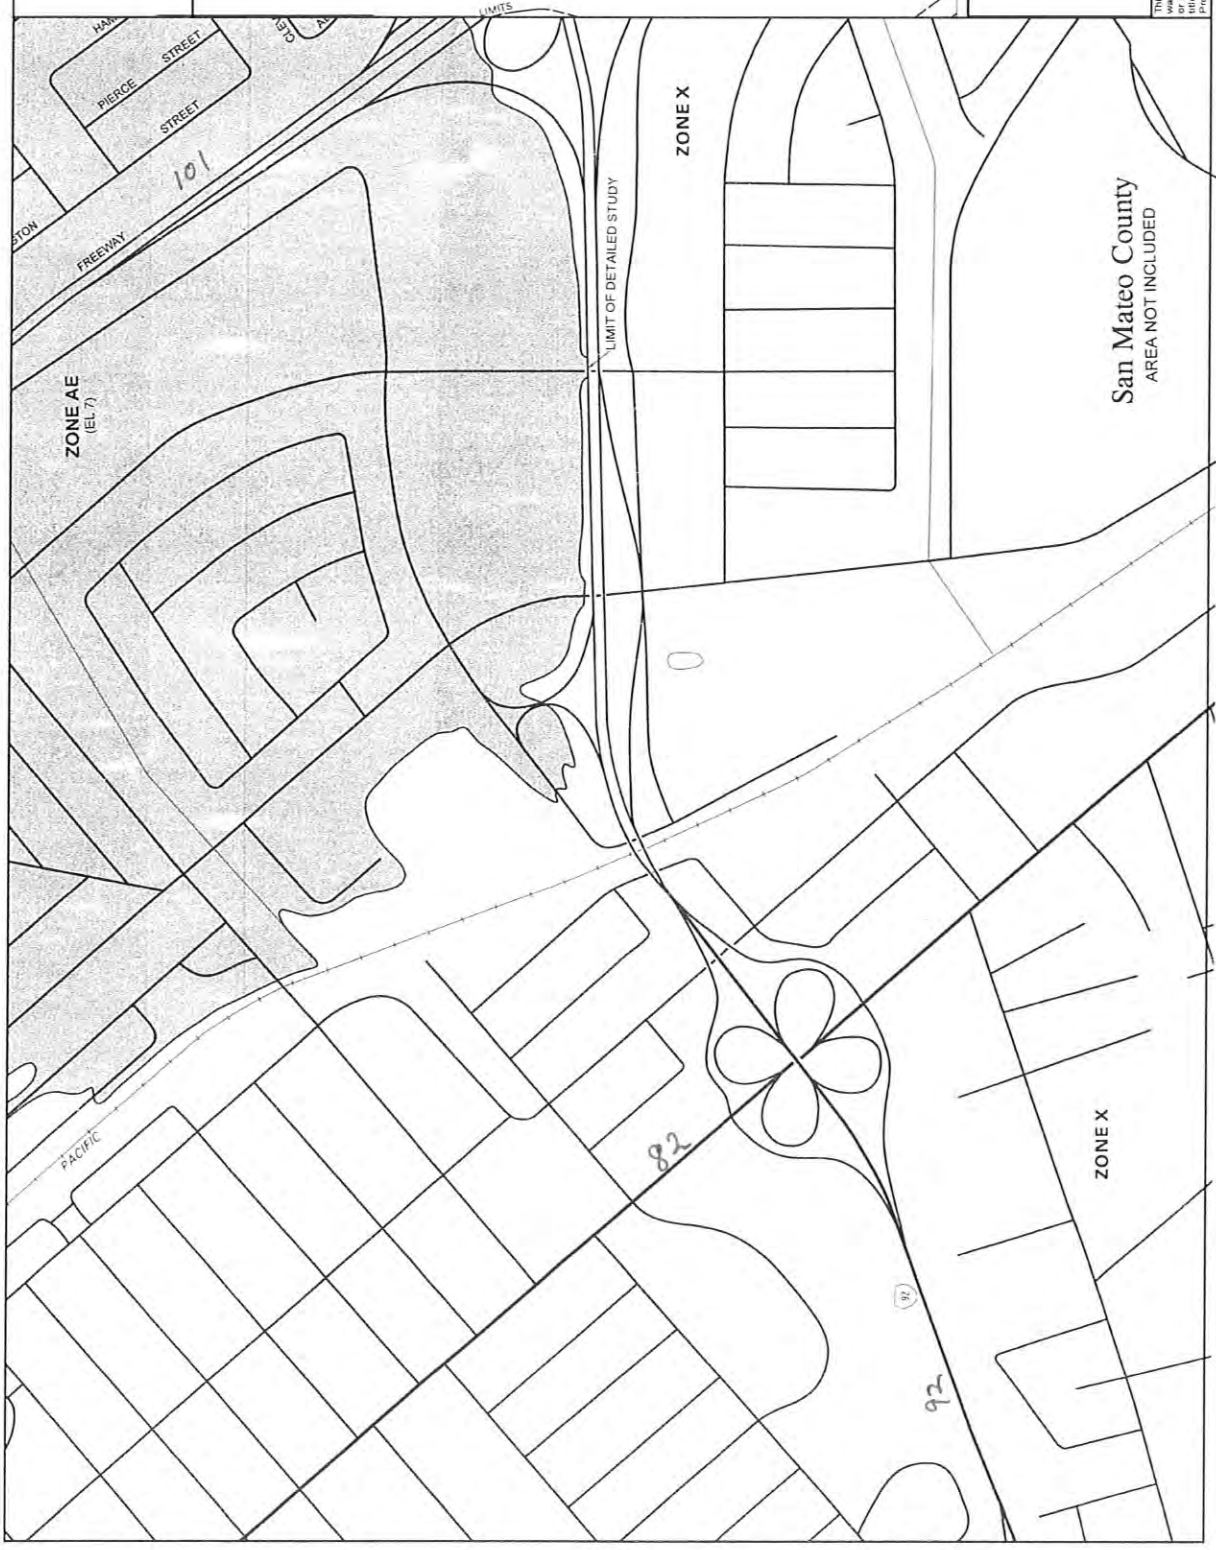 LIMITS
PIERCE STREET
STREET
101
FREEWAY
ZONE AE
(EL 7)
LIMIT OF DETAILED STUDY
ZONE X
San Mateo County
AREA NOT INCLUDED
PACIFIC
82
92
92
ZONE X